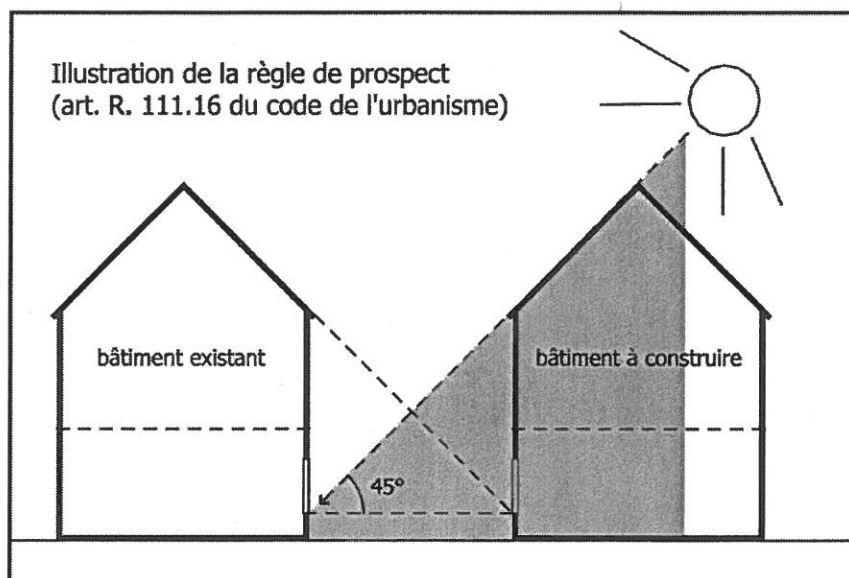 Illustration de la règle de prospect
(art. R. 111.16 du code de l'urbanisme)
bâtiment existant
bâtiment à construire
45°